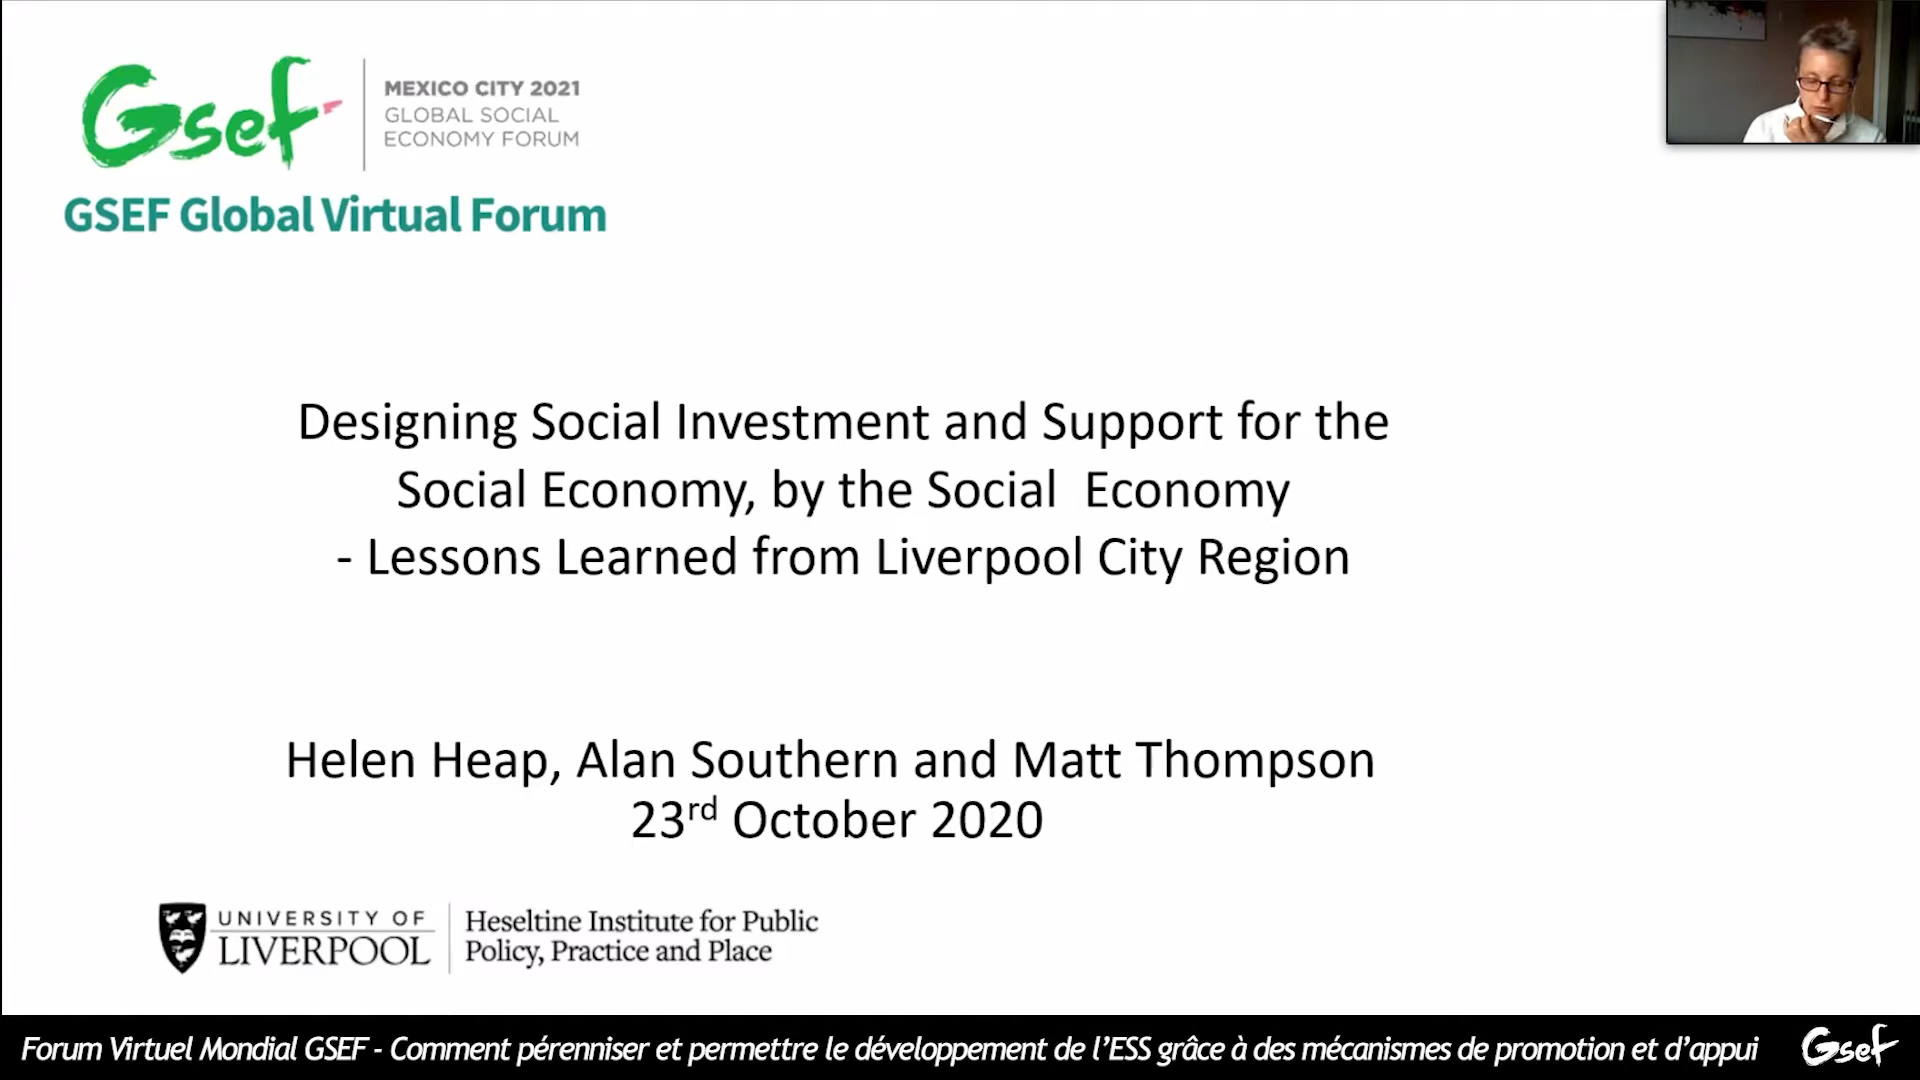 Gsef
MEXICO CITY 2021
GLOBAL SOCIAL
ECONOMY FORUM
GSEF Global Virtual Forum
Designing Social Investment and Support for the
Social Economy, by the Social Economy
- Lessons Learned from Liverpool City Region
Helen Heap, Alan Southern and Matt Thompson
23rd October 2020
UNIVERSITY OF
LIVERPOOL
Heseltine Institute for Public
Policy, Practice and Place
Forum Virtuel Mondial GSEF - Comment pérenniser et permettre le développement de l’ESS grâce à des mécanismes de promotion et d’appui
Gsef